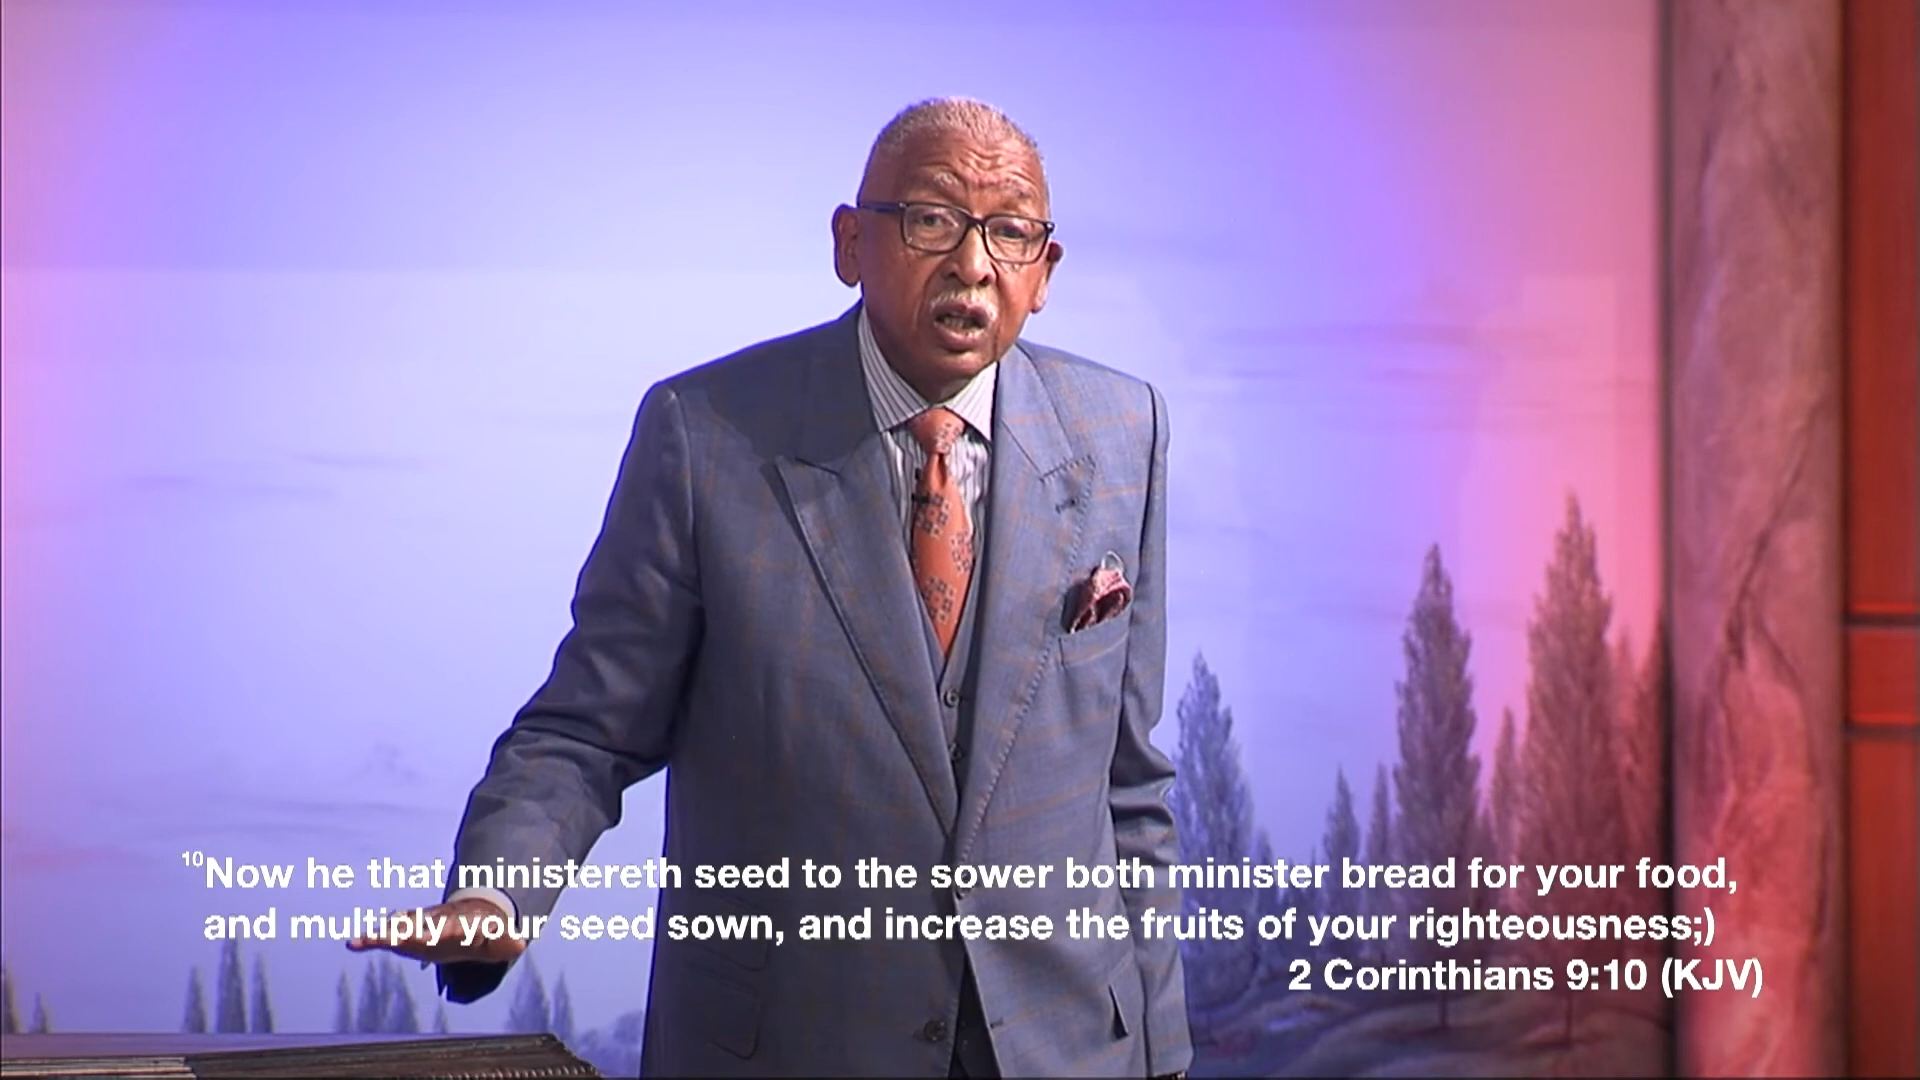 ¹⁰Now he that ministereth seed to the sower both minister bread for your food,
and multiply your seed sown, and increase the fruits of your righteousness;)
2 Corinthians 9:10 (KJV)